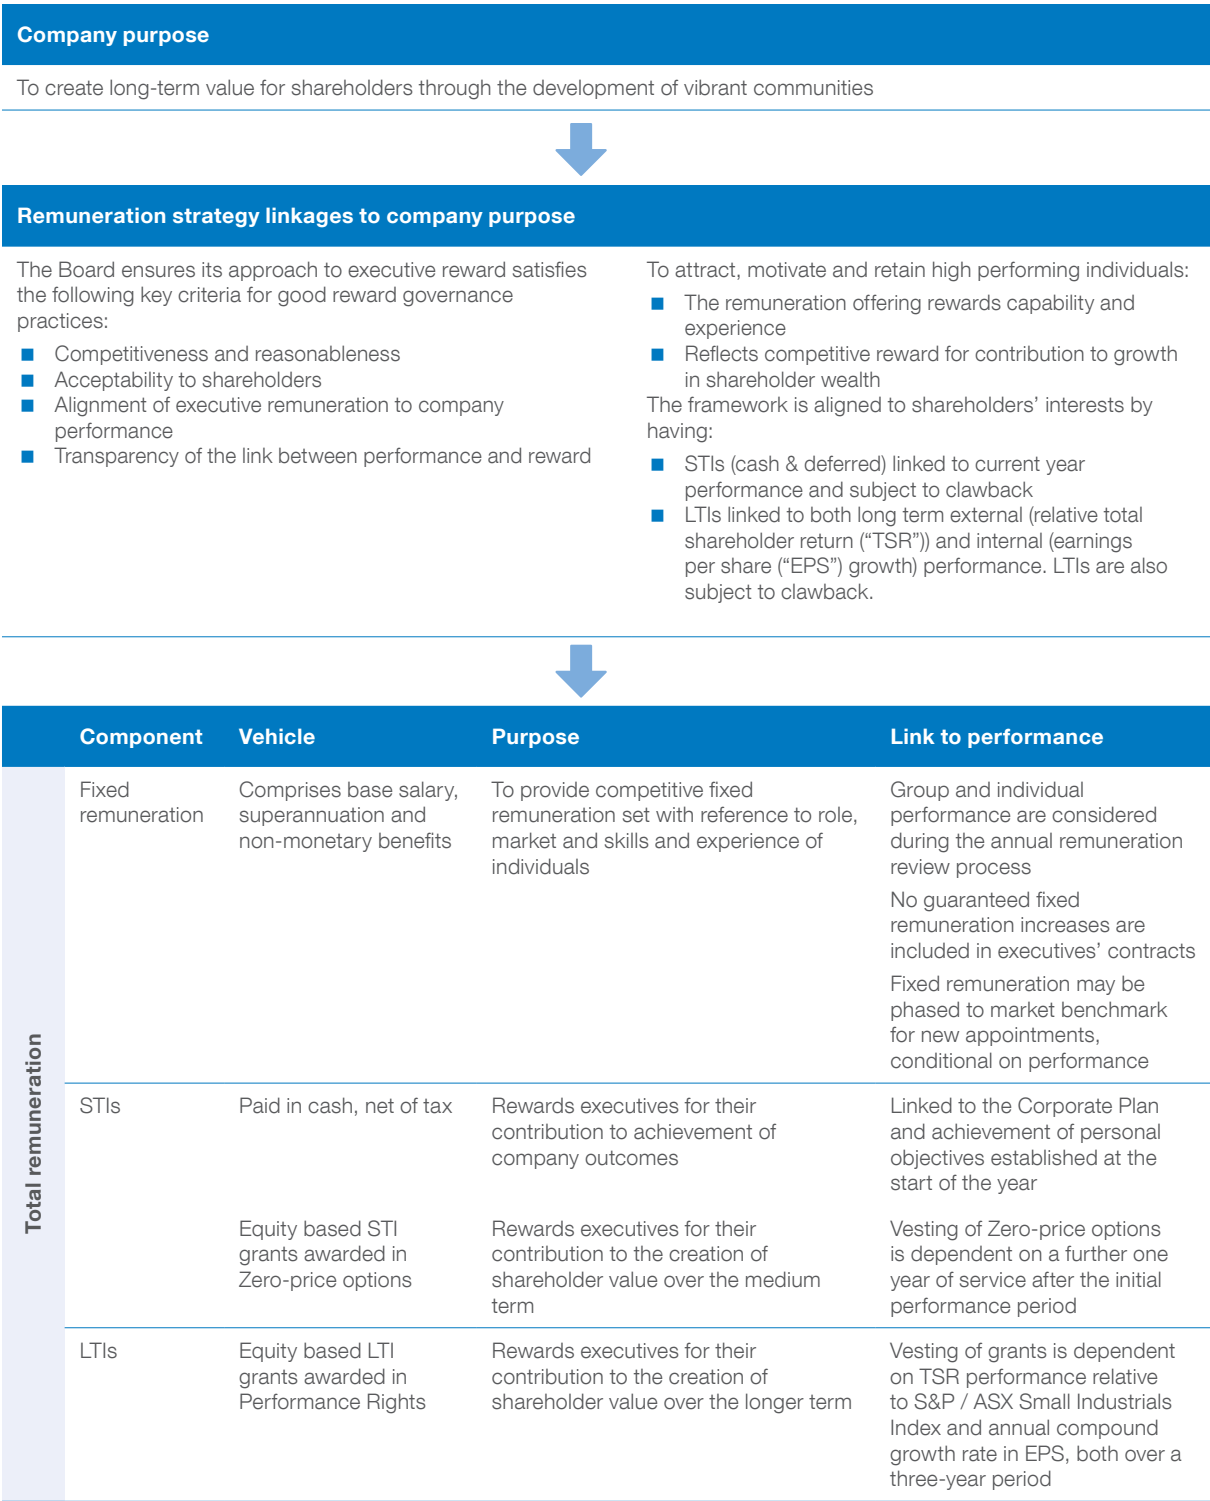 Company purpose
To create long-term value for shareholders through the development of vibrant communities
Remuneration strategy linkages to company purpose
The Board ensures its approach to executive reward satisfies
the following key criteria for good reward governance
practices:
■ Competitiveness and reasonableness
■ Acceptability to shareholders
■ Alignment of executive remuneration to company
performance
■ Transparency of the link between performance and reward
To attract, motivate and retain high performing individuals:
■ The remuneration offering rewards capability and
experience
■ Reflects competitive reward for contribution to growth
in shareholder wealth
The framework is aligned to shareholders’ interests by
having:
■ STIs (cash & deferred) linked to current year
performance and subject to clawback
■ LTIs linked to both long term external (relative total
shareholder return (“TSR”)) and internal (earnings
per share (“EPS”) growth) performance. LTIs are also
subject to clawback.
Component
Vehicle
Purpose
Link to performance
Total remuneration
Fixed
remuneration
Comprises base salary,
superannuation and
non-monetary benefits
To provide competitive fixed
remuneration set with reference to role,
market and skills and experience of
individuals
Group and individual
performance are considered
during the annual remuneration
review process
No guaranteed fixed
remuneration increases are
included in executives’ contracts
Fixed remuneration may be
phased to market benchmark
for new appointments,
conditional on performance
STIs
Paid in cash, net of tax
Rewards executives for their
contribution to achievement of
company outcomes
Linked to the Corporate Plan
and achievement of personal
objectives established at the
start of the year
Equity based STI
grants awarded in
Zero-price options
Rewards executives for their
contribution to the creation of
shareholder value over the medium
term
Vesting of Zero-price options
is dependent on a further one
year of service after the initial
performance period
LTIs
Equity based LTI
grants awarded in
Performance Rights
Rewards executives for their
contribution to the creation of
shareholder value over the longer term
Vesting of grants is dependent
on TSR performance relative
to S&P / ASX Small Industrials
Index and annual compound
growth rate in EPS, both over a
three-year period